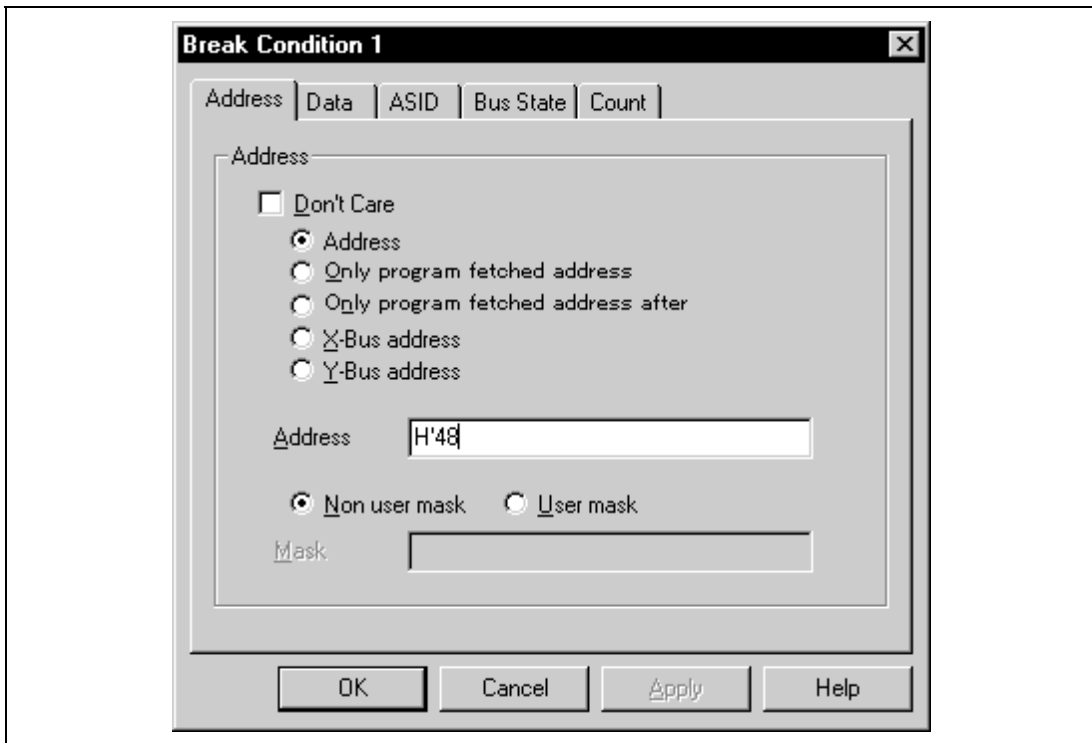 Break Condition 1
Address Data ASID Bus State Count
Address
Don't Care
Address
Only program fetched address
Only program fetched address after
X-Bus address
Y-Bus address
Address H'48
Non user mask User mask
Mask
OK Cancel Apply Help